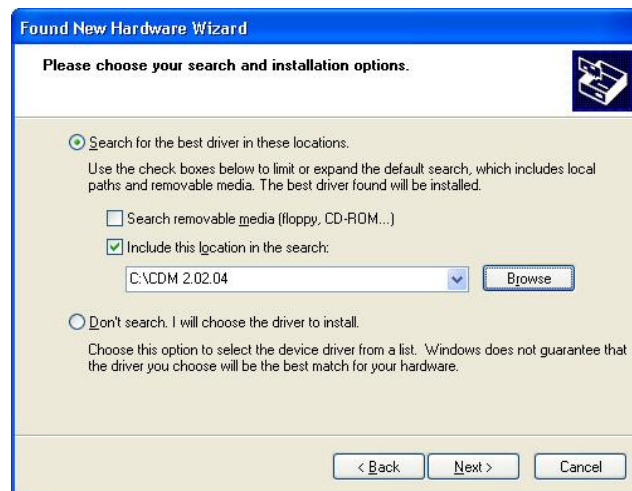 Found New Hardware Wizard
Please choose your search and installation options.
Search for the best driver in these locations.
Use the check boxes below to limit or expand the default search, which includes local
paths and removable media. The best driver found will be installed.
Search removable media (floppy, CD-ROM...)
Include this location in the search:
C:\CDM 2.02.04
Browse
Don't search. I will choose the driver to install.
Choose this option to select the device driver from a list. Windows does not guarantee that
the driver you choose will be the best match for your hardware.
< Back
Next >
Cancel